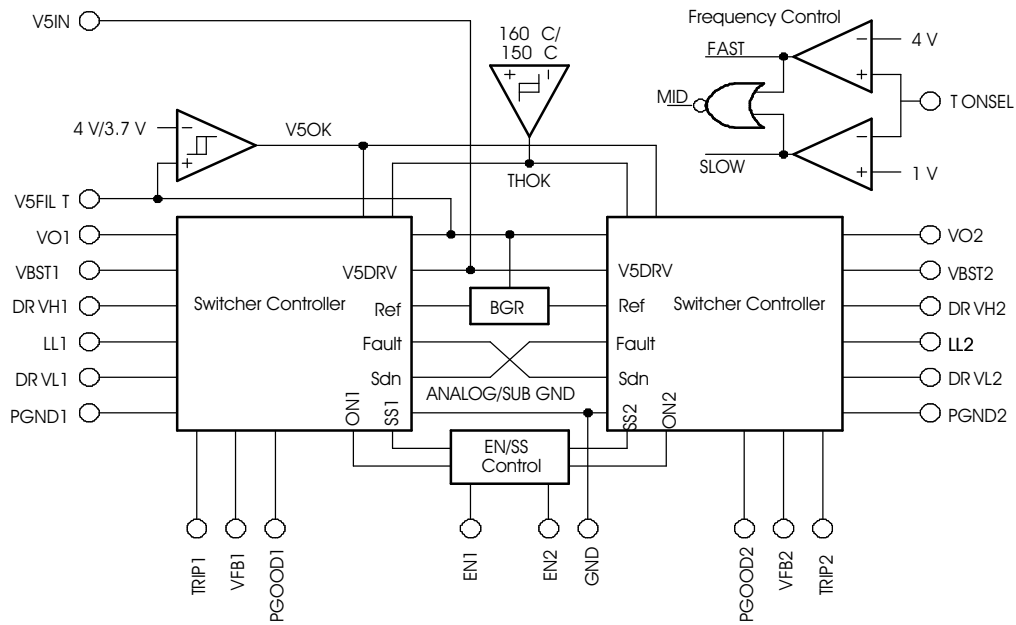 V5IN
160 C/
150 C
+ −
Frequency Control
FAST
− 4 V
+
MID
T ONSEL
SLOW
−
+ 1 V
4 V/3.7 V
−
+
V5OK
THOK
V5FIL T
VO1
VBST1
DR VH1
LL1
DR VL1
PGND1
Switcher Controller
V5DRV
Ref
Fault
Sdn
ON1
SS1
BGR
ANALOG/SUB GND
EN/SS
Control
V5DRV
Switcher Controller
Ref
Fault
Sdn
SS2
ON2
VO2
VBST2
DR VH2
LL2
DR VL2
PGND2
TRIP1
VFB1
PGOOD1
EN1
EN2
GND
PGOOD2
VFB2
TRIP2